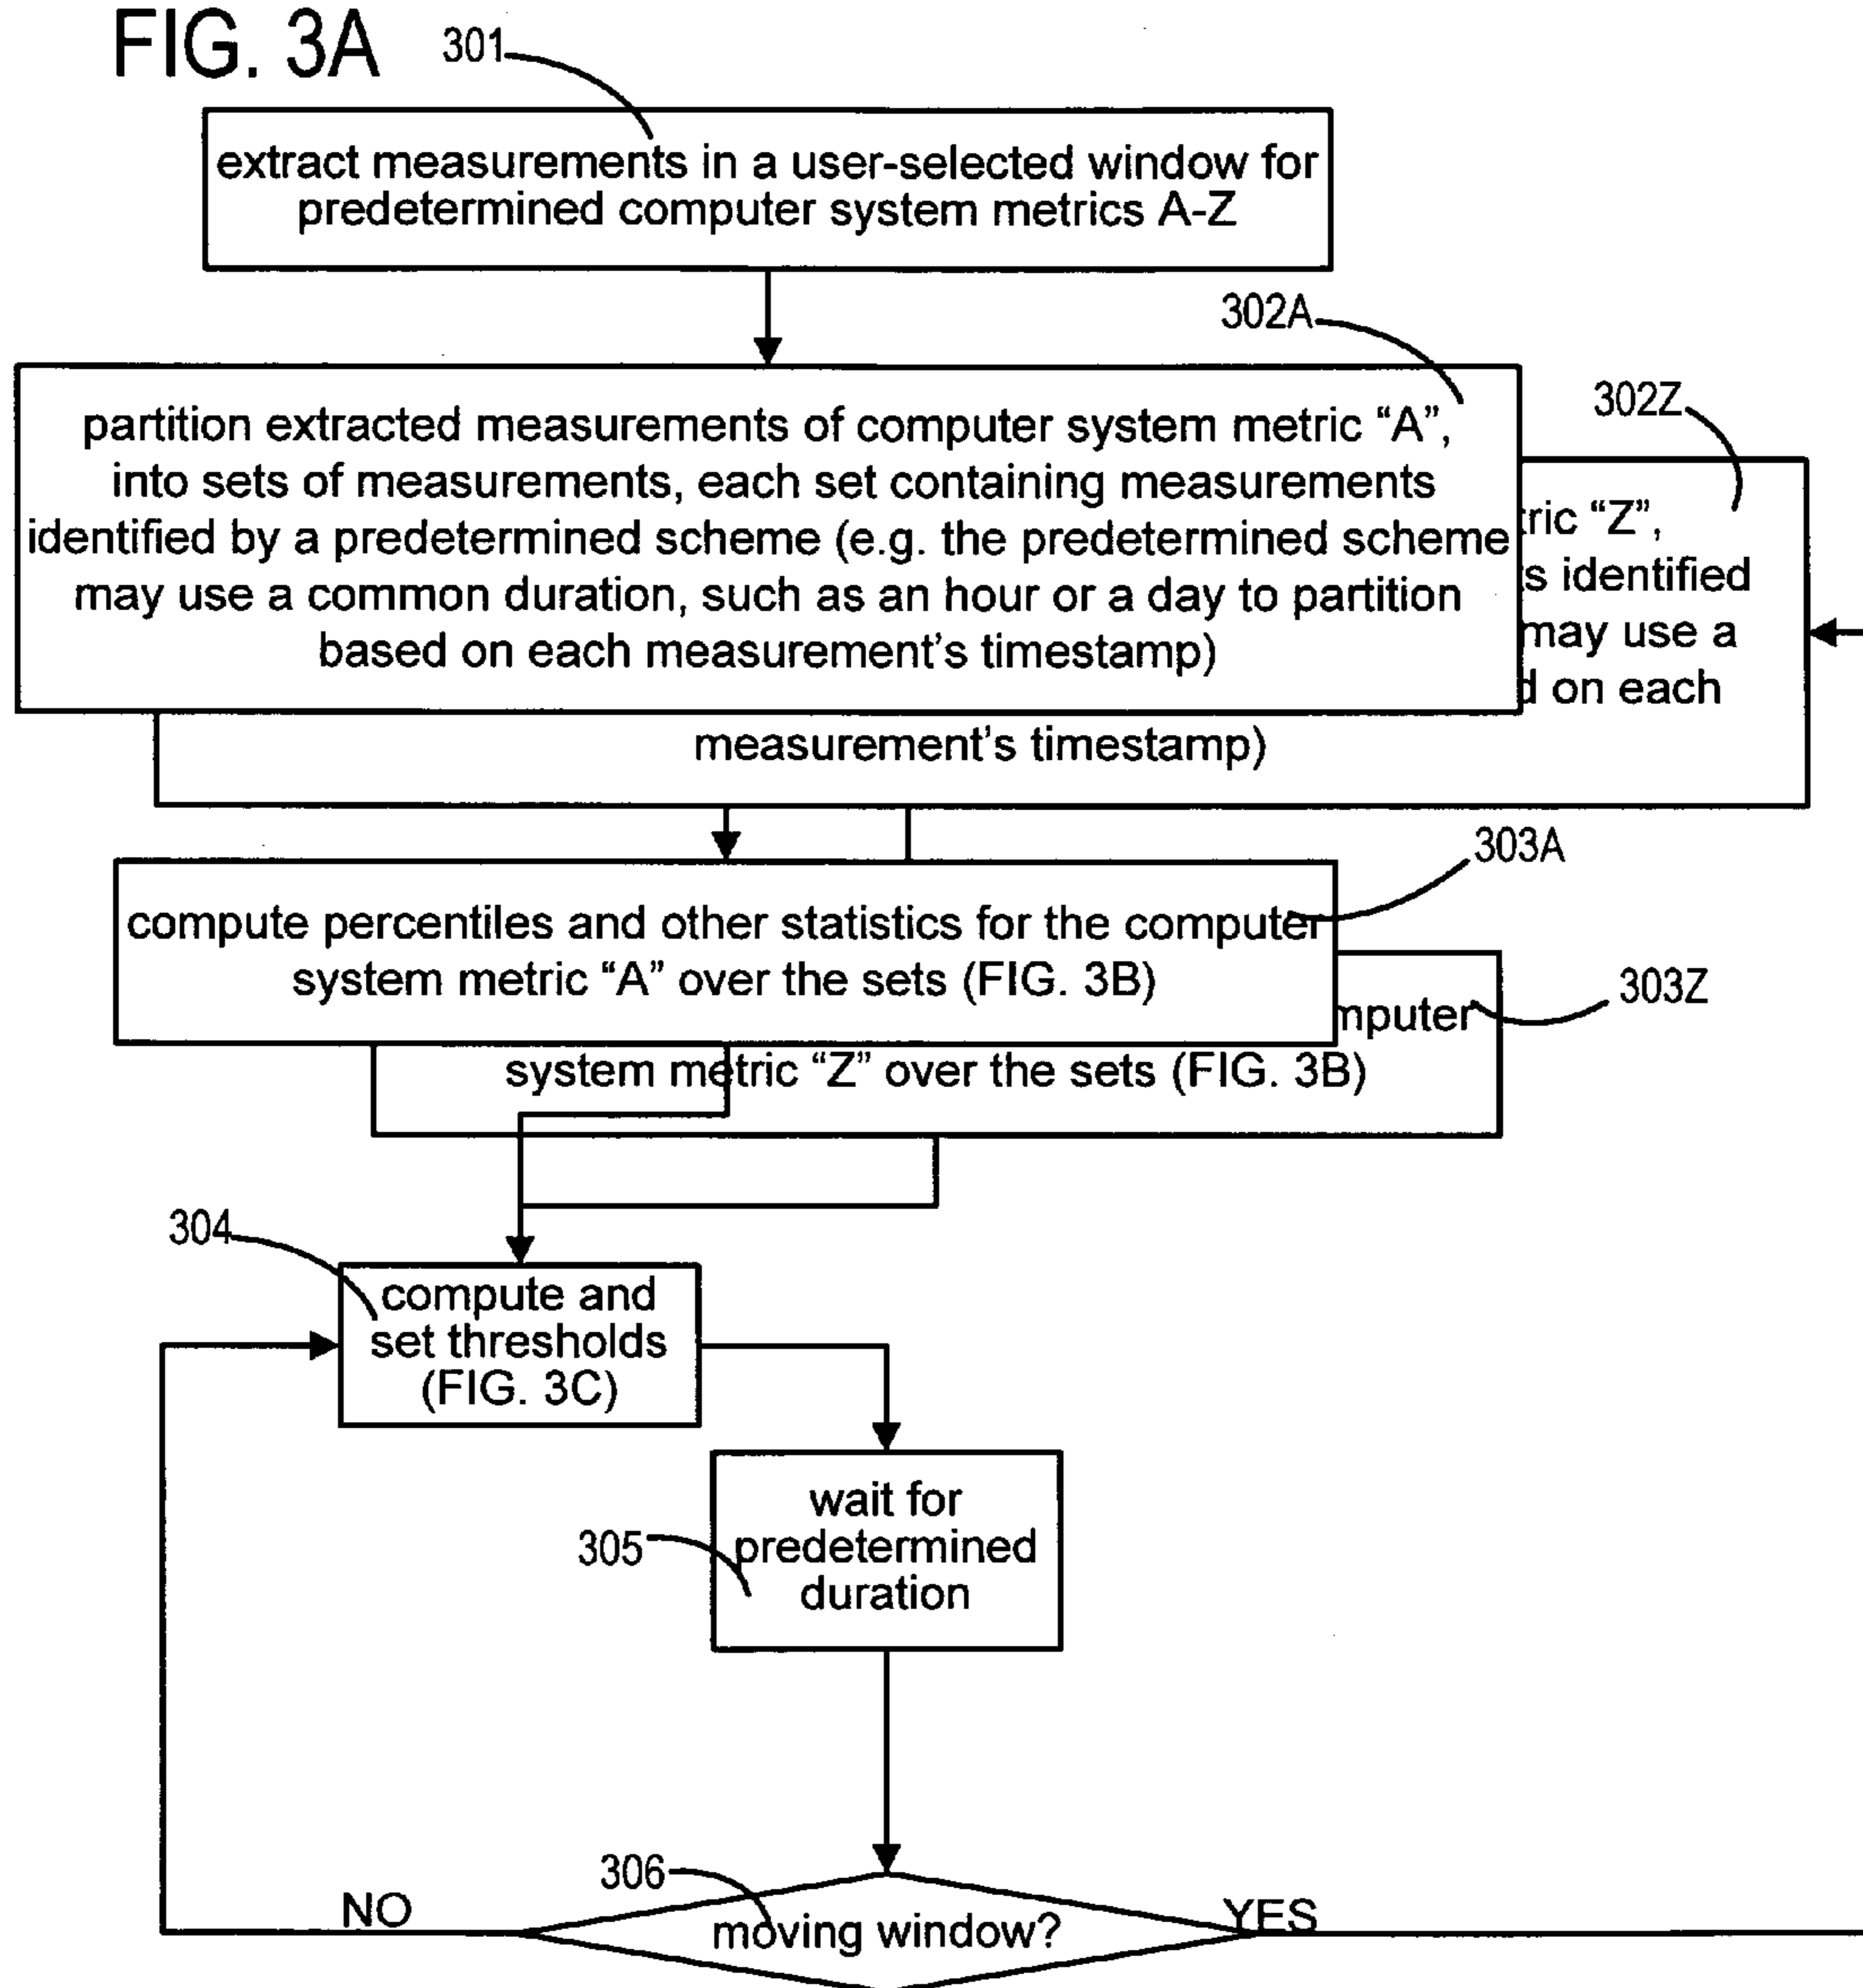 FIG. 3A
301
extract measurements in a user-selected window for
predetermined computer system metrics A-Z
302A
partition extracted measurements of computer system metric “A”,
into sets of measurements, each set containing measurements
identified by a predetermined scheme (e.g. the predetermined scheme
may use a common duration, such as an hour or a day to partition
based on each measurement’s timestamp)
302Z
“Z”,
identified
may use a
on each
measurement’s timestamp)
303A
compute percentiles and other statistics for the computer
system metric “A” over the sets (FIG. 3B)
303Z
system metric “Z” over the sets (FIG. 3B)
304
compute and
set thresholds
(FIG. 3C)
305
wait for
predetermined
duration
306
NO
moving window?
YES